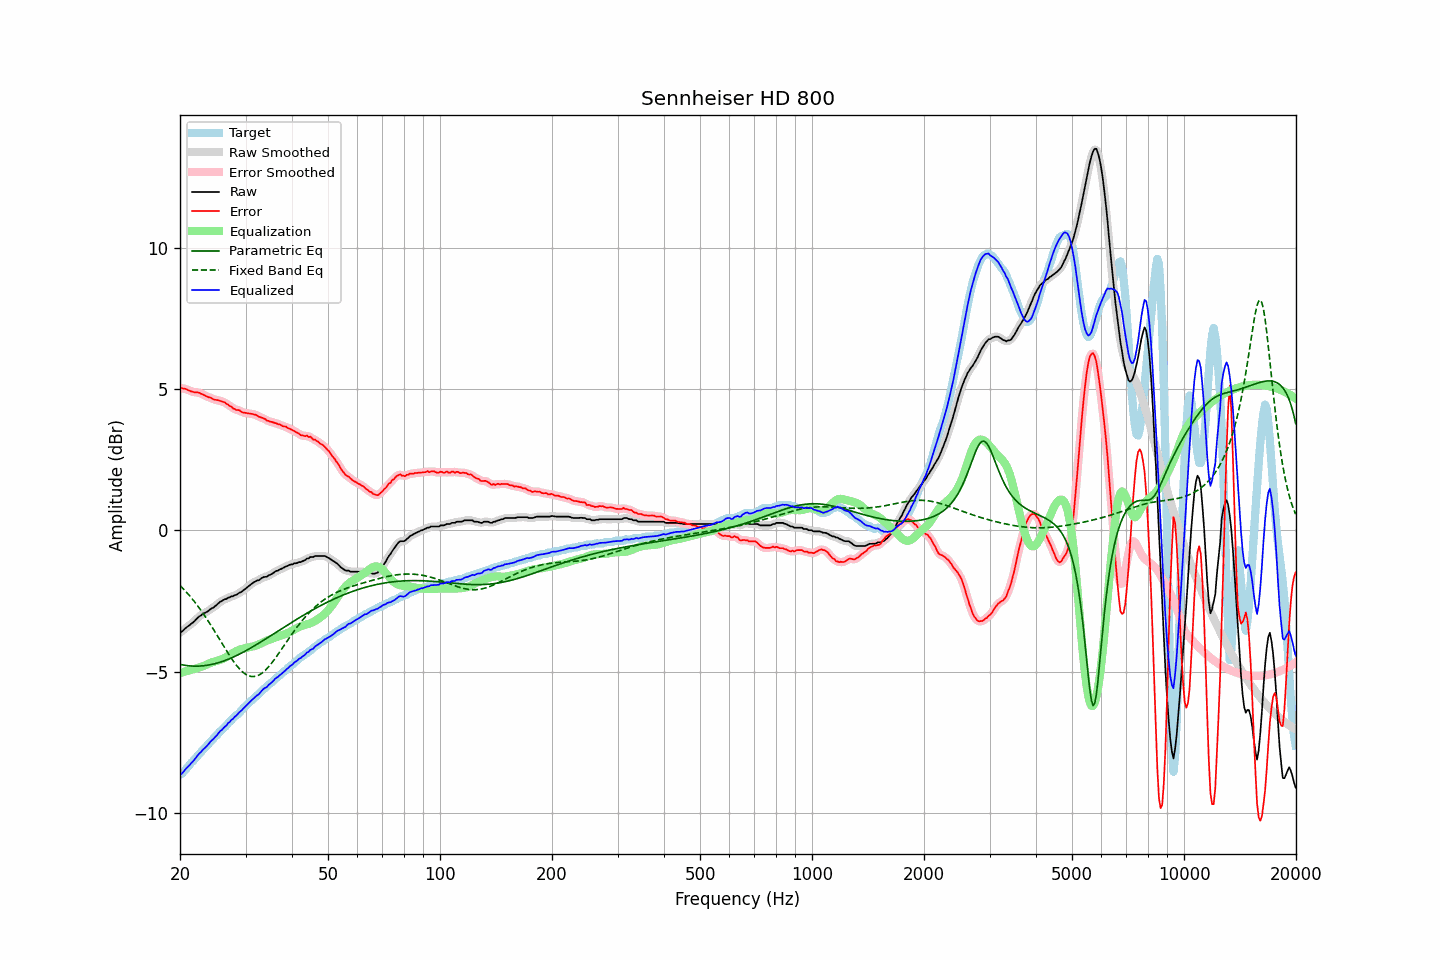 Sennheiser HD 800
Target
Raw Smoothed
Error Smoothed
Raw
Error
Equalization
Parametric Eq
Fixed Band Eq
Equalized
Amplitude (dBr)
10
5
0
−5
−10
20
50
100
200
500
1000
2000
5000
10000
20000
Frequency (Hz)